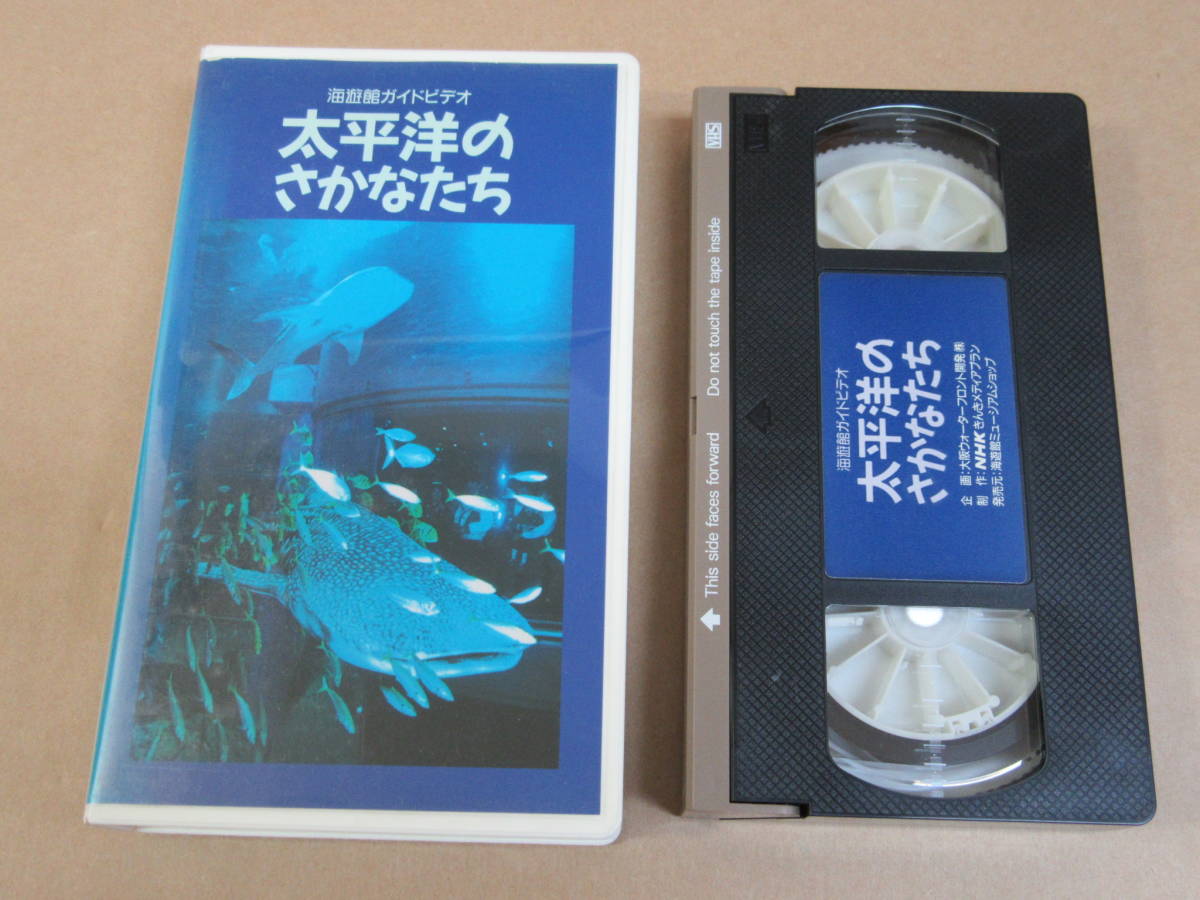 海遊館ガイドビデオ
太平洋の
さかなたち
VHS
Do not touch the tape inside
This side faces forward
海遊館ガイドビデオ
太平洋の
さかなたち
企 画:大阪ウォーターフロント開発㈱
制 作:NHKきんきメディアプラン
発売元:海遊館ミュージアムショップ